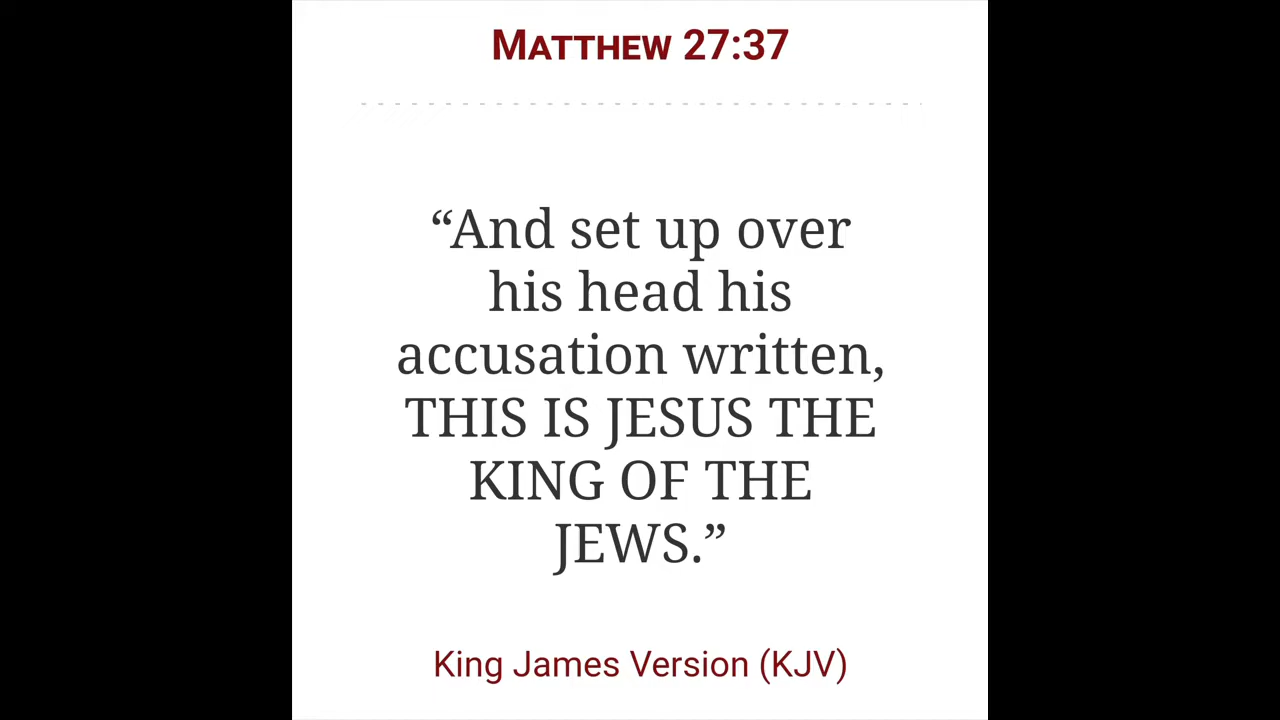 MATTHEW 27:37
“And set up over
his head his
accusation written,
THIS IS JESUS THE
KING OF THE
JEWS.”
King James Version (KJV)